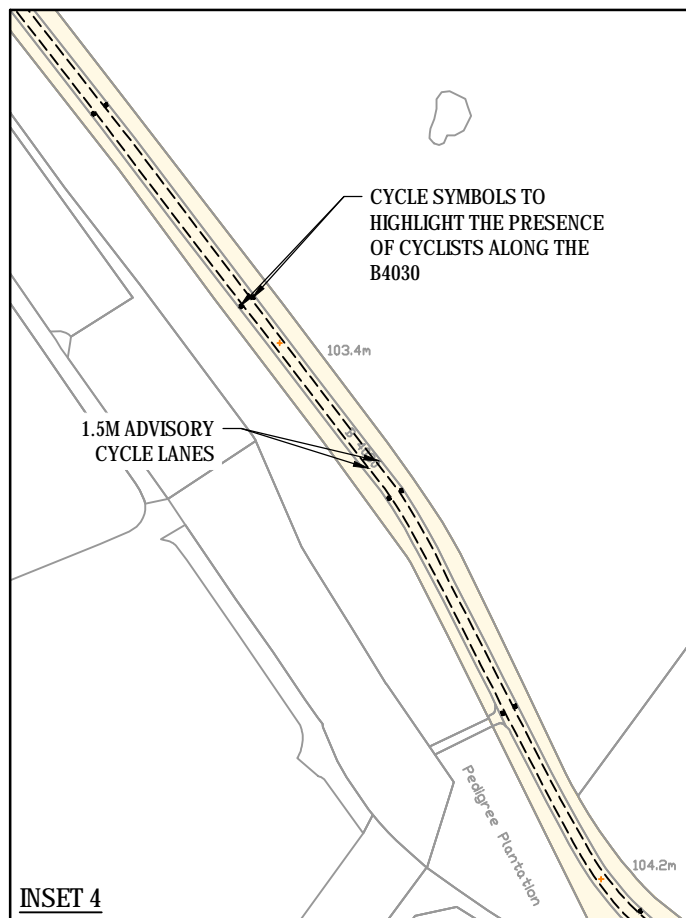 CYCLE SYMBOLS TO
HIGHLIGHT THE PRESENCE
OF CYCLISTS ALONG THE
B4030
103.4m
1.5M ADVISORY
CYCLE LANES
Pedigree Plantation
104.2m
INSET 4